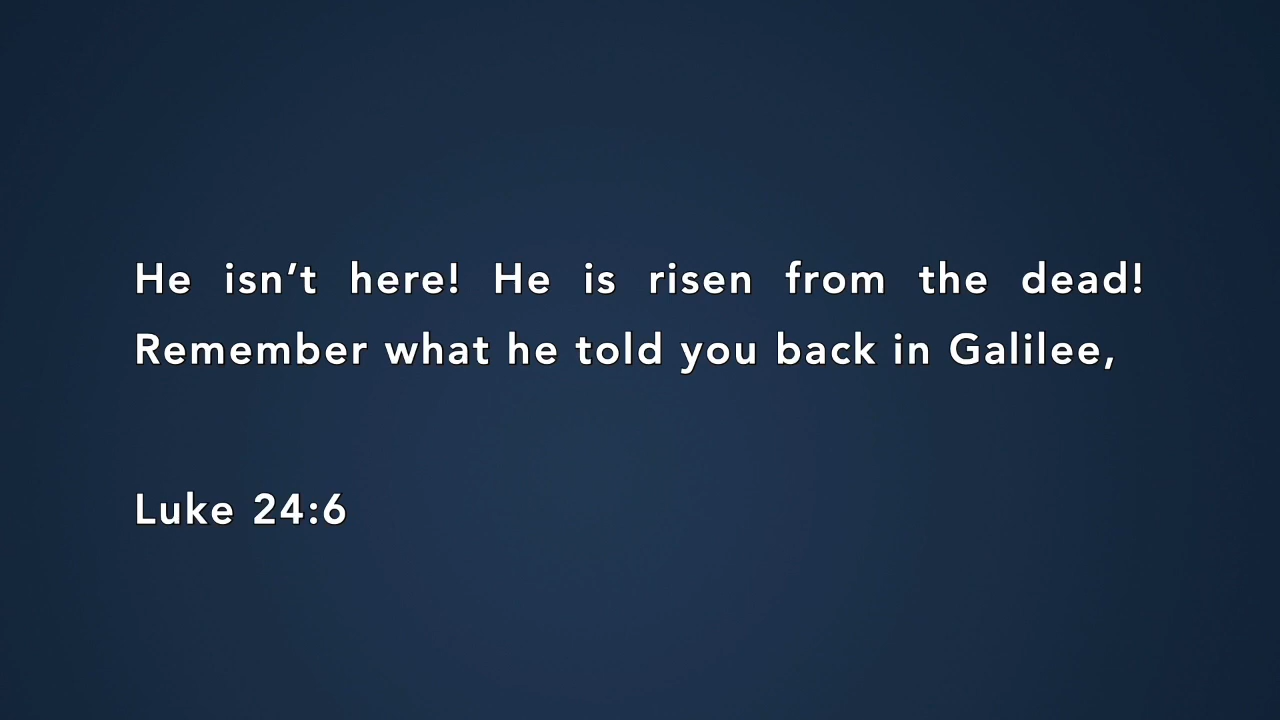 He isn’t here! He is risen from the dead!
Remember what he told you back in Galilee,
Luke 24:6